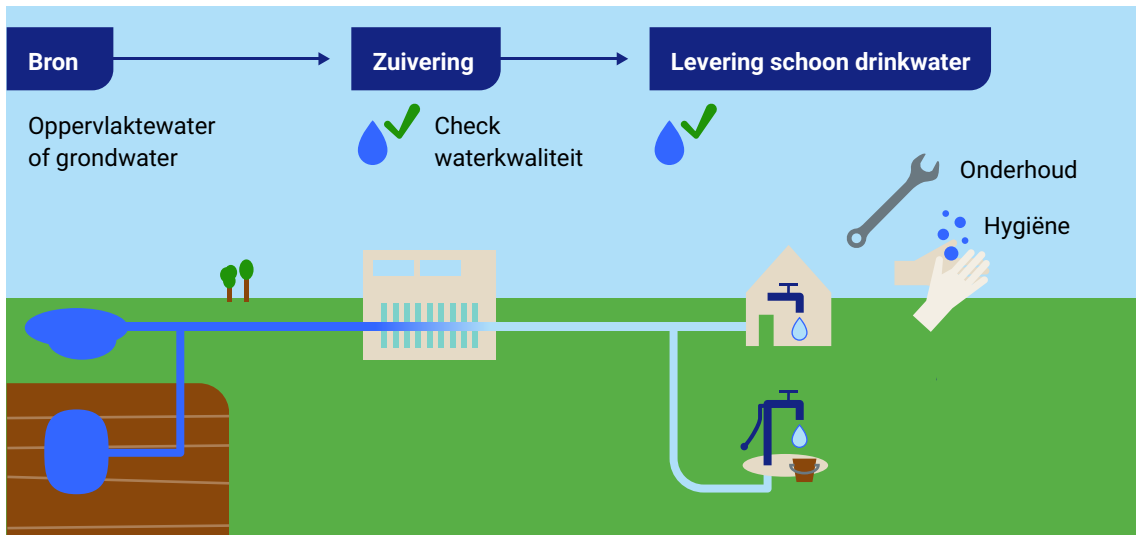 Bron
Zuivering
Levering schoon drinkwater
Oppervlaktewater
of grondwater
Check
waterkwaliteit
Onderhoud
Hygiëne